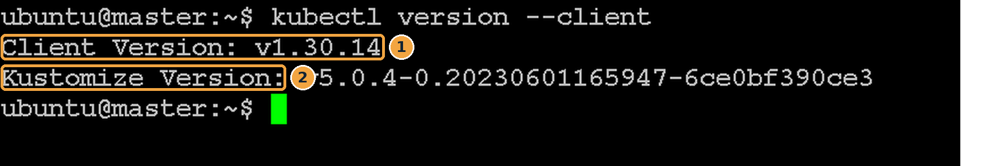 ubuntu@master:~$ kubectl version --client
Client Version: v1.30.14 1
Kustomize Version: 2 5.0.4-0.20230601165947-6ce0bf390ce3
ubuntu@master:~$